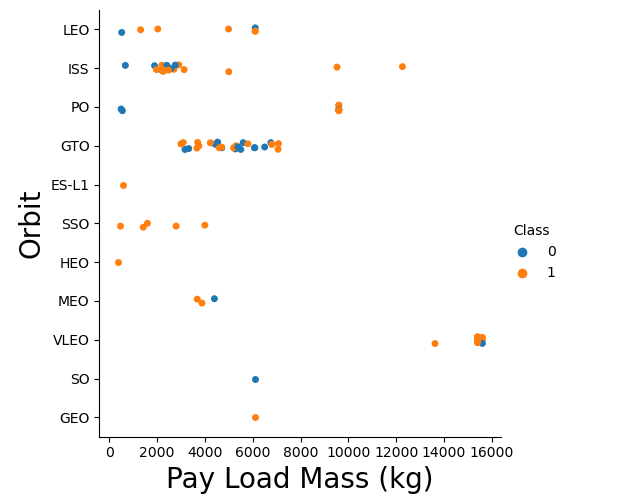 LEO
ISS
PO
GTO
ES-L1
SSO
HEO
MEO
VLEO
SO
GEO
Orbit
0 2000 4000 6000 8000 10000 12000 14000 16000
Pay Load Mass (kg)
Class
0
1